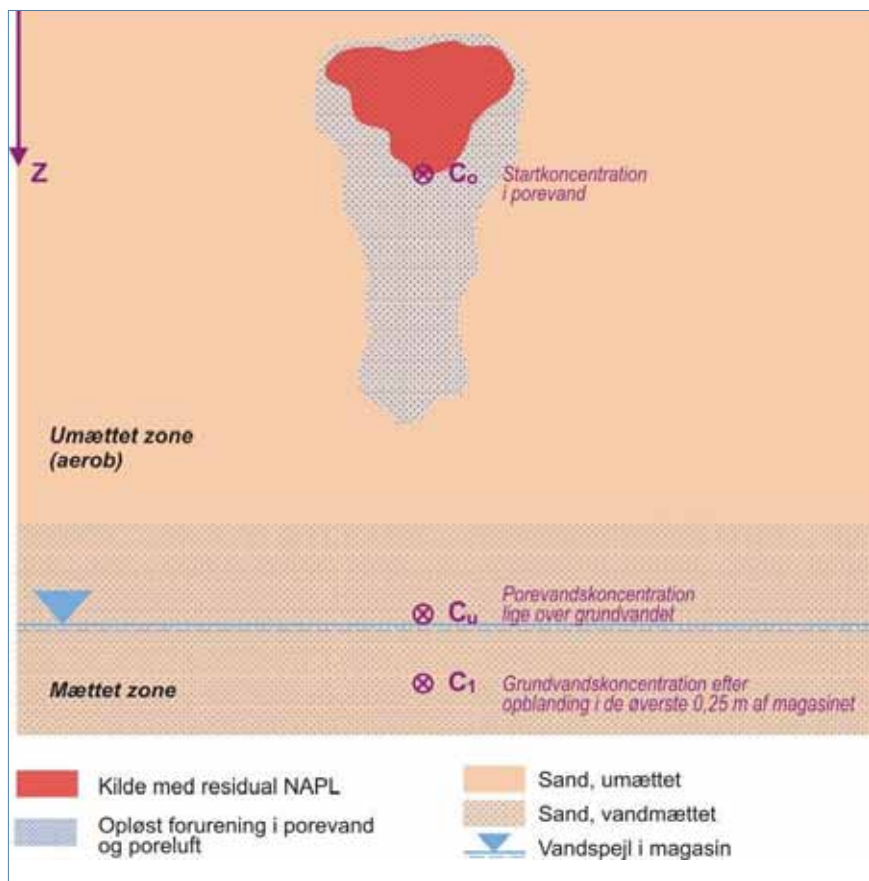 Z
C₀ Startkoncentration
i porevand
Umættet zone
(aerob)
Porevandskoncentration
Cᵤ lige over grundvandet
Mættet zone
C₁ Grundvandskoncentration efter
opblanding i de øverste 0,25 m af magasinet
Kilde med residual NAPL
Opløst forurening i porevand
og poreluft
Sand, umættet
Sand, vandmættet
Vandspejl i magasin